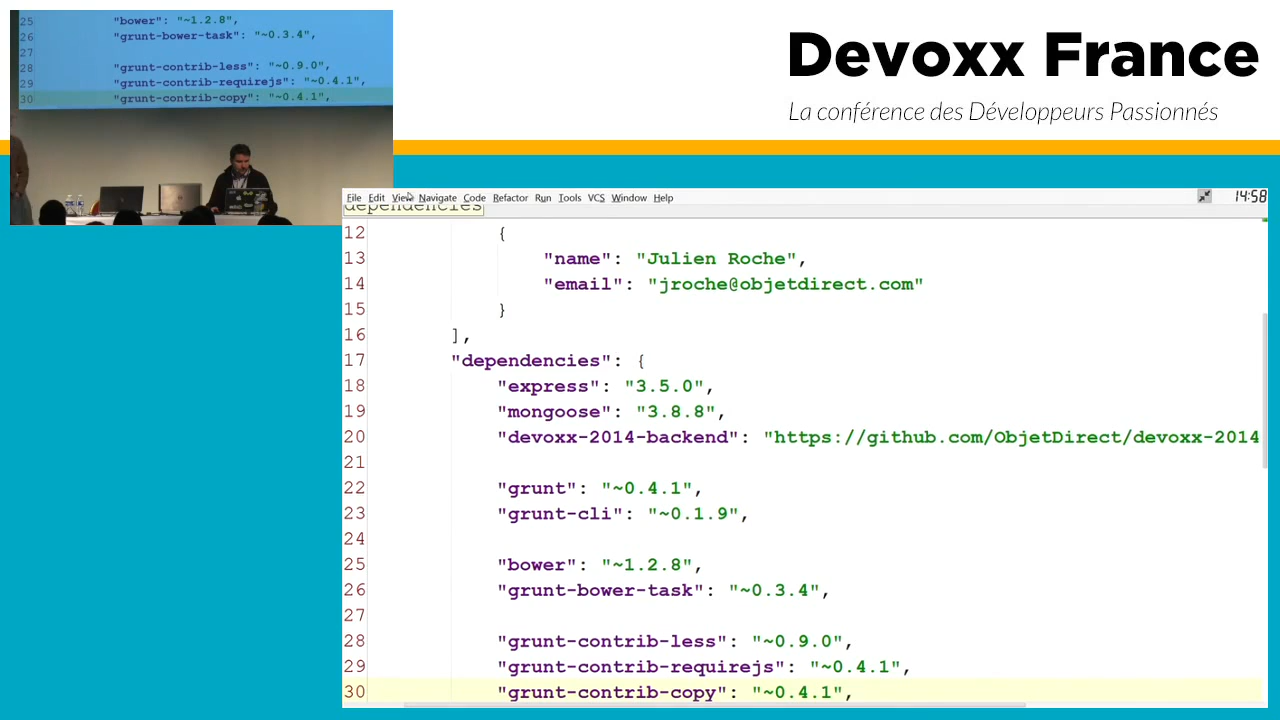 25 "bower": "~1.2.8",
26 "grunt-bower-task": "~0.3.4",
27
28 "grunt-contrib-less": "~0.9.0",
29 "grunt-contrib-requirejs": "~0.4.1",
30 "grunt-contrib-copy": "~0.4.1",
Devoxx France
La conférence des Développeurs Passionnés
File Edit View Navigate Code Refactor Run Tools VCS Window Help 14:58
dependencies
12 {
13 "name": "Julien Roche",
14 "email": "jroche@objetdirect.com"
15 }
16 ],
17 "dependencies": {
18 "express": "3.5.0",
19 "mongoose": "3.8.8",
20 "devoxx-2014-backend": "https://github.com/ObjetDirect/devoxx-2014
21
22 "grunt": "~0.4.1",
23 "grunt-cli": "~0.1.9",
24
25 "bower": "~1.2.8",
26 "grunt-bower-task": "~0.3.4",
27
28 "grunt-contrib-less": "~0.9.0",
29 "grunt-contrib-requirejs": "~0.4.1",
30 "grunt-contrib-copy": "~0.4.1",